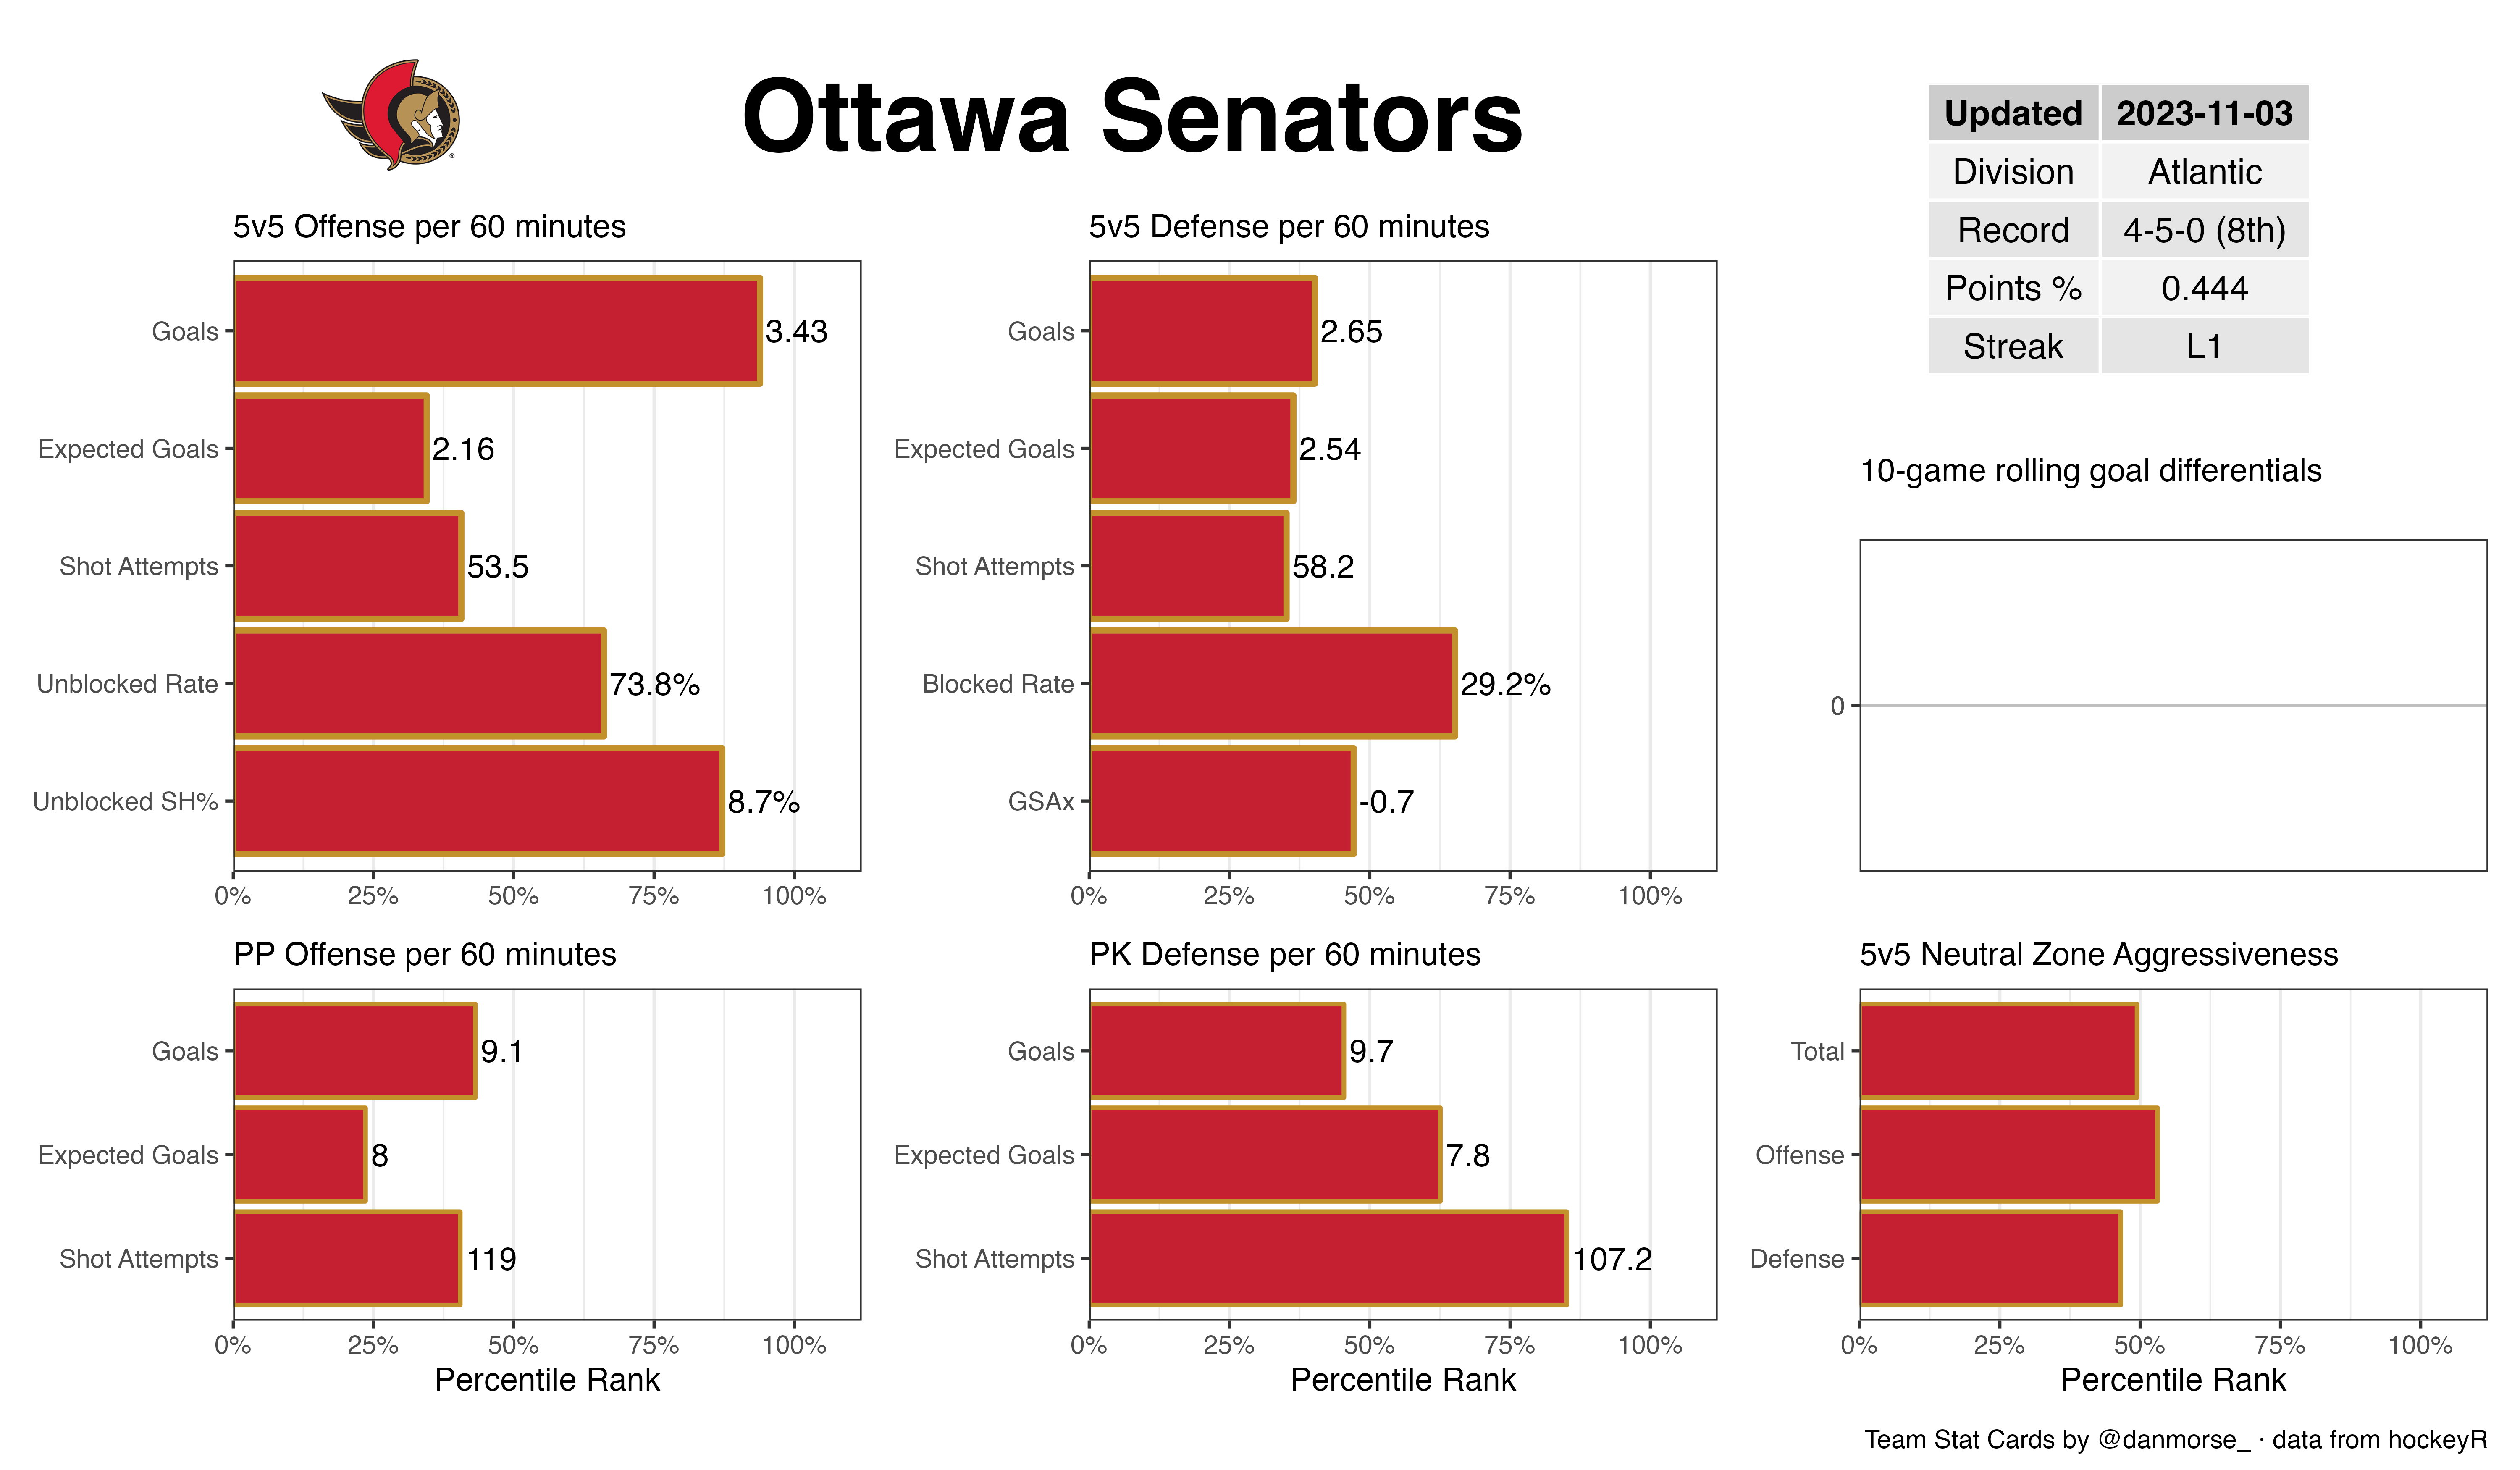 Ottawa Senators
Updated 2023-11-03
Division Atlantic
Record 4-5-0 (8th)
Points % 0.444
Streak L1
5v5 Offense per 60 minutes
Goals 3.43
Expected Goals 2.16
Shot Attempts 53.5
Unblocked Rate 73.8%
Unblocked SH% 8.7%
0% 25% 50% 75% 100%
5v5 Defense per 60 minutes
Goals 2.65
Expected Goals 2.54
Shot Attempts 58.2
Blocked Rate 29.2%
GSAx -0.7
0% 25% 50% 75% 100%
10-game rolling goal differentials
0
PP Offense per 60 minutes
Goals 9.1
Expected Goals 8
Shot Attempts 119
0% 25% 50% 75% 100%
Percentile Rank
PK Defense per 60 minutes
Goals 9.7
Expected Goals 7.8
Shot Attempts 107.2
0% 25% 50% 75% 100%
Percentile Rank
5v5 Neutral Zone Aggressiveness
Total
Offense
Defense
0% 25% 50% 75% 100%
Percentile Rank
Team Stat Cards by @danmorse_ · data from hockeyR